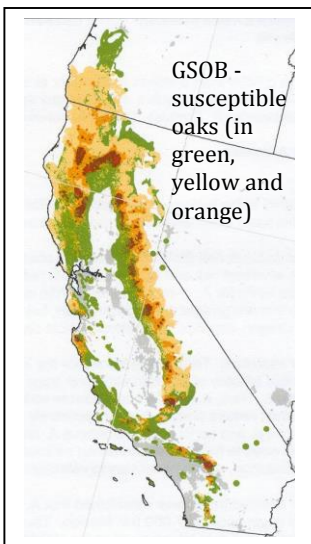 GSOB -
susceptible
oaks (in
green,
yellow and
orange)